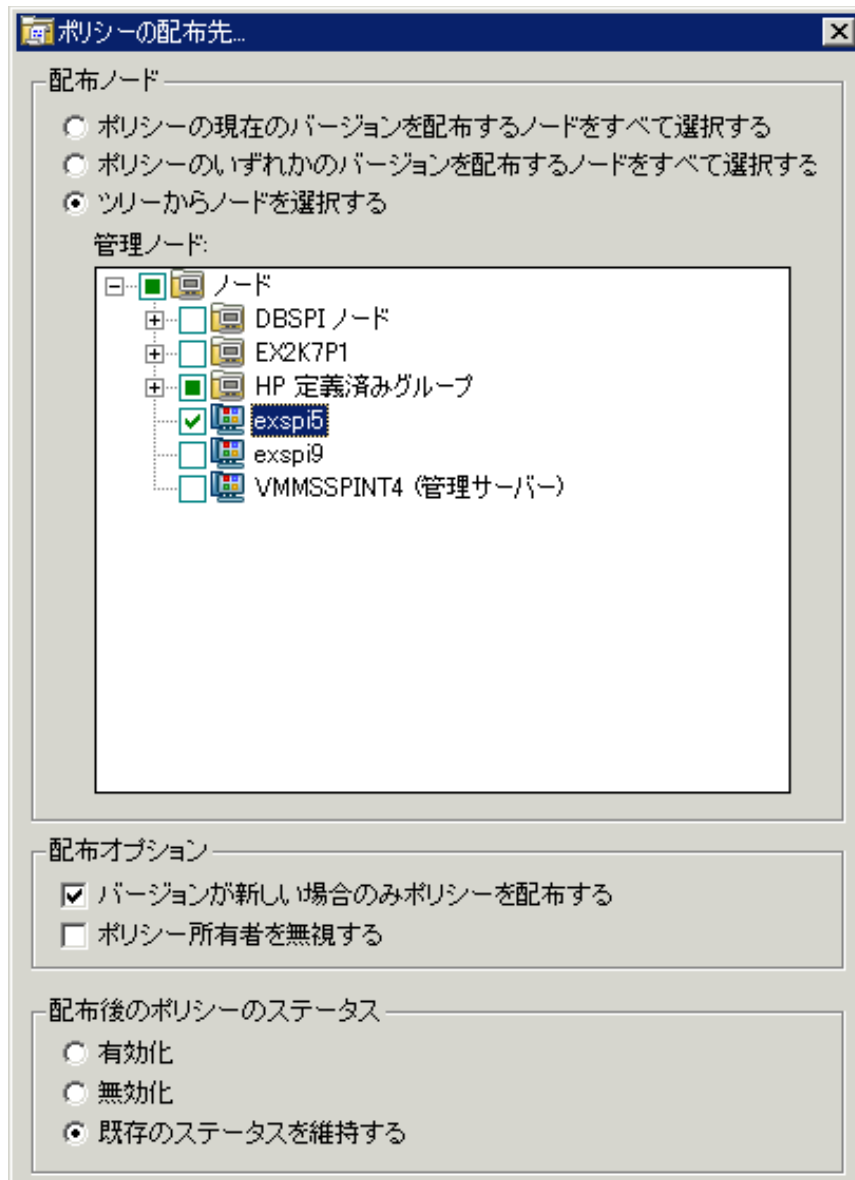 ポリシーの配布先...
配布ノード
ポリシーの現在のバージョンを配布するノードをすべて選択する
ポリシーのいずれかのバージョンを配布するノードをすべて選択する
ツリーからノードを選択する
管理ノード:
ノード
DBSPI ノード
EX2K7P1
HP 定義済みグループ
exspi5
exspi9
VMMSSPINT4 (管理サーバー)
配布オプション
バージョンが新しい場合のみポリシーを配布する
ポリシー所有者を無視する
配布後のポリシーのステータス
有効化
無効化
既存のステータスを維持する